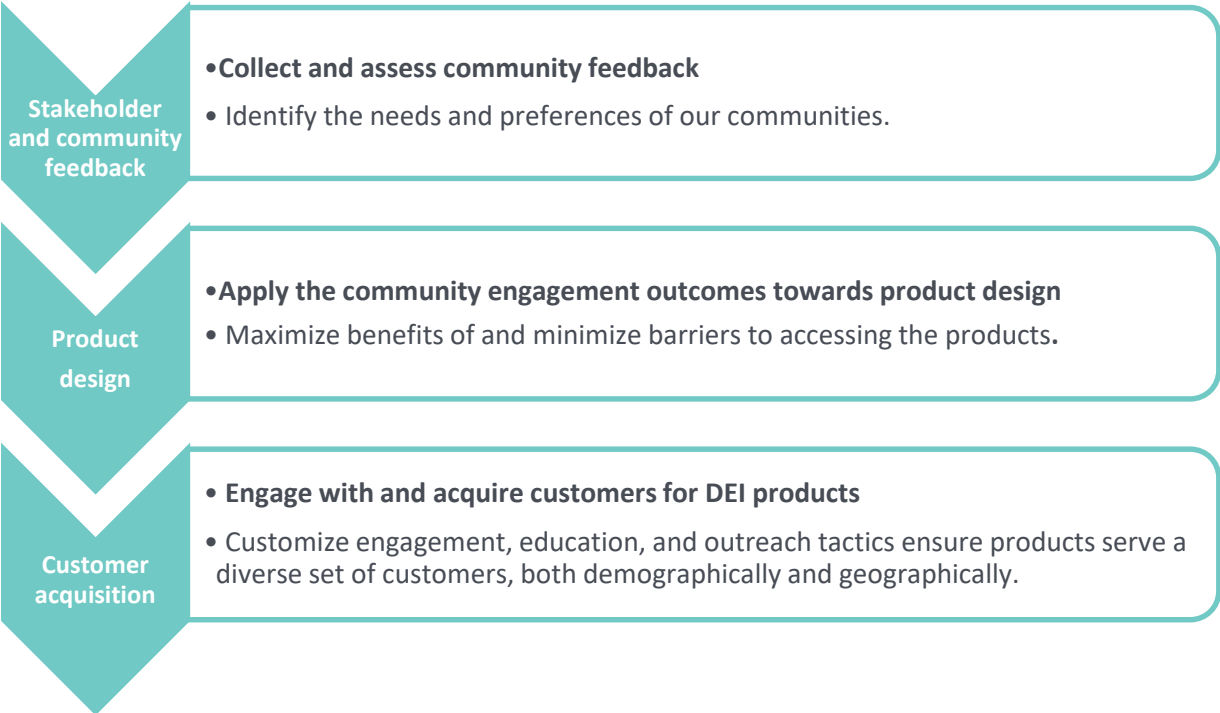 Stakeholder
and community
feedback
•Collect and assess community feedback
• Identify the needs and preferences of our communities.
Product
design
•Apply the community engagement outcomes towards product design
• Maximize benefits of and minimize barriers to accessing the products.
Customer
acquisition
• Engage with and acquire customers for DEI products
• Customize engagement, education, and outreach tactics ensure products serve a
diverse set of customers, both demographically and geographically.